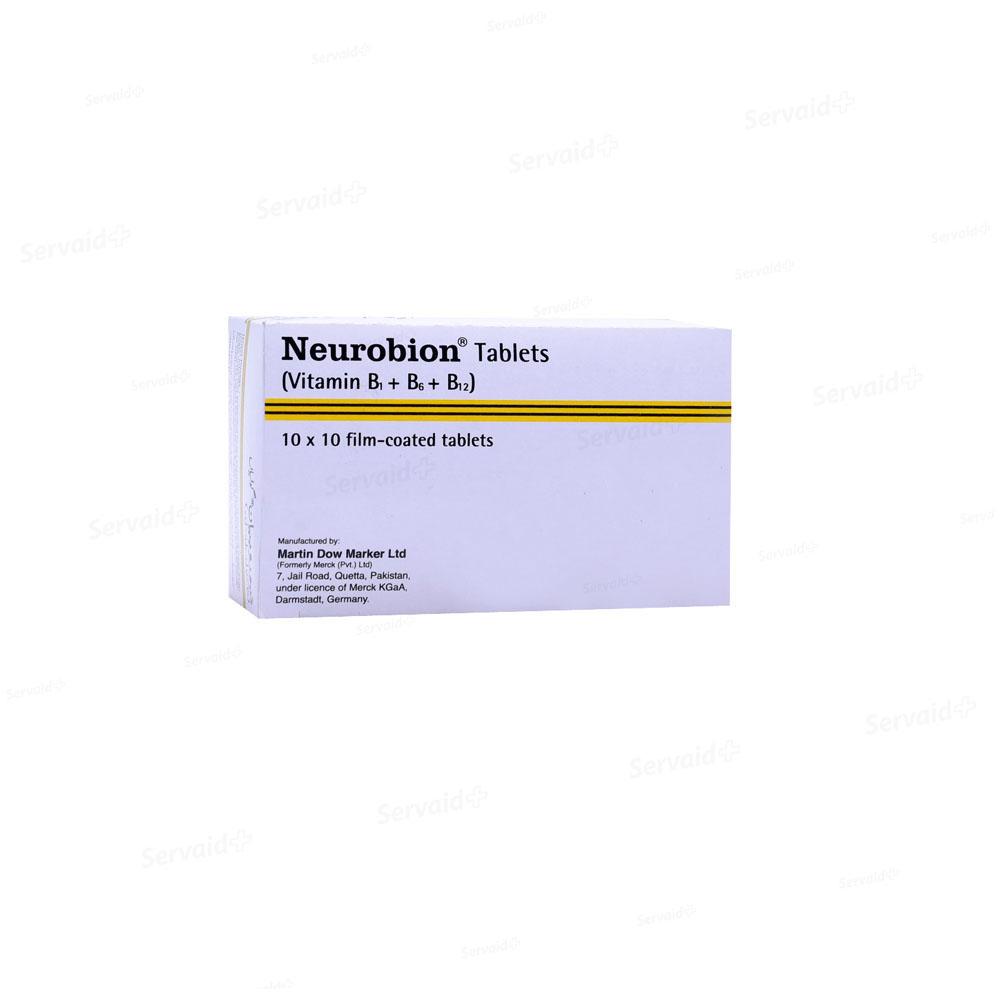 Neurobion® Tablets
(Vitamin B₁ + B₆ + B₁₂)
10 x 10 film-coated tablets
Manufactured by:
Martin Dow Marker Ltd
(Formerly Merck (Pvt.) Ltd)
7, Jail Road, Quetta, Pakistan,
under licence of Merck KGaA,
Darmstadt, Germany.
Servaid